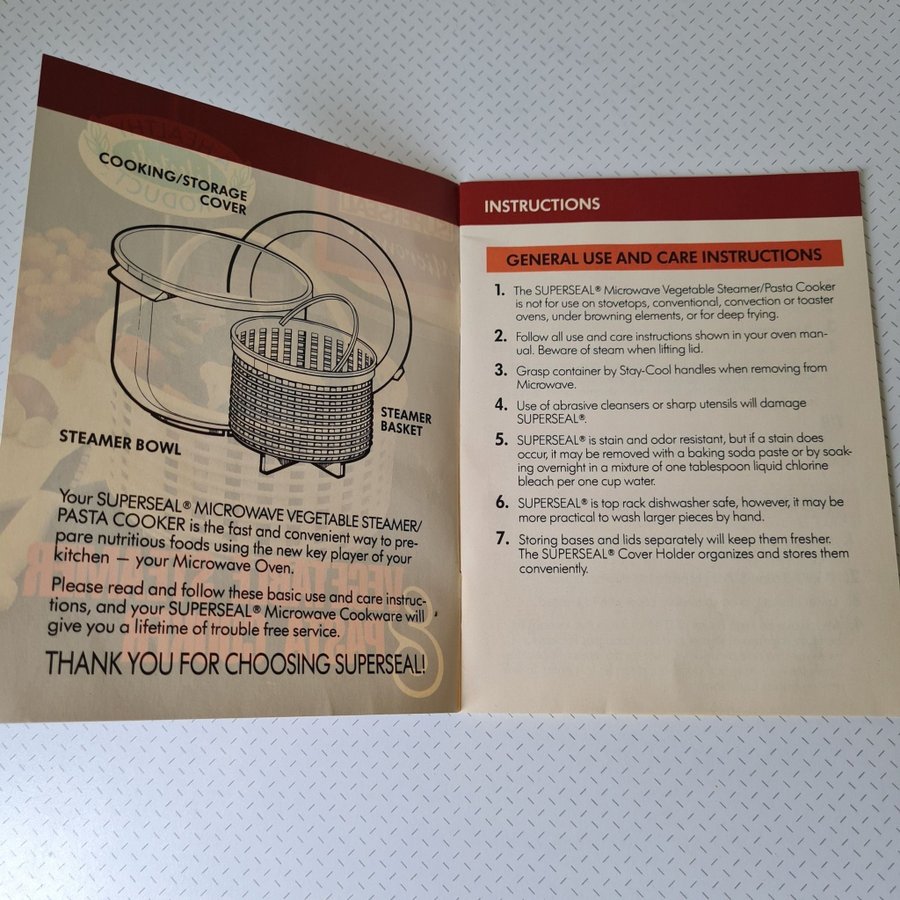 COOKING/STORAGE
COVER
STEAMER
BASKET
STEAMER BOWL
Your SUPERSEAL® MICROWAVE VEGETABLE STEAMER/
PASTA COOKER is the fast and convenient way to pre-
pare nutritious foods using the new key player of your
kitchen — your Microwave Oven.
Please read and follow these basic use and care instruc-
tions, and your SUPERSEAL® Microwave Cookware will
give you a lifetime of trouble free service.
THANK YOU FOR CHOOSING SUPERSEAL!
INSTRUCTIONS
GENERAL USE AND CARE INSTRUCTIONS
1. The SUPERSEAL® Microwave Vegetable Steamer/Pasta Cooker
is not for use on stovetops, conventional, convection or toaster
ovens, under browning elements, or for deep frying.
2. Follow all use and care instructions shown in your oven man-
ual. Beware of steam when lifting lid.
3. Grasp container by Stay-Cool handles when removing from
Microwave.
4. Use of abrasive cleansers or sharp utensils will damage
SUPERSEAL®.
5. SUPERSEAL® is stain and odor resistant, but if a stain does
occur, it may be removed with a baking soda paste or by soak-
ing overnight in a mixture of one tablespoon liquid chlorine
bleach per one cup water.
6. SUPERSEAL® is top rack dishwasher safe, however, it may be
more practical to wash larger pieces by hand.
7. Storing bases and lids separately will keep them fresher.
The SUPERSEAL® Cover Holder organizes and stores them
conveniently.